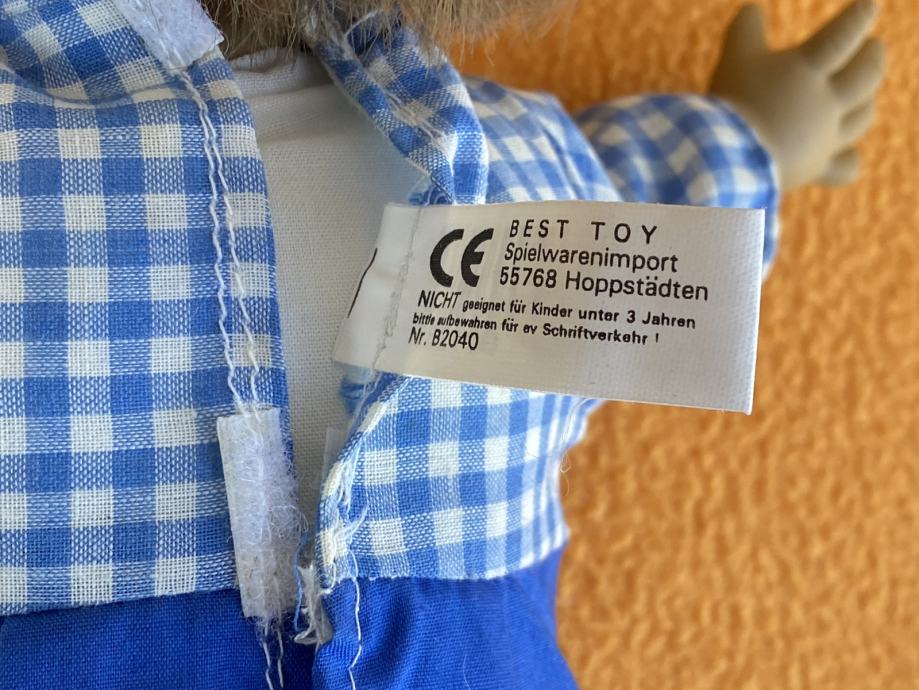 CE
BEST TOY
Spielwarenimport
55768 Hoppstädten
NICHT geeignet für Kinder unter 3 Jahren
bittle aufbewahren für ev Schriftverkehr !
Nr. B2040